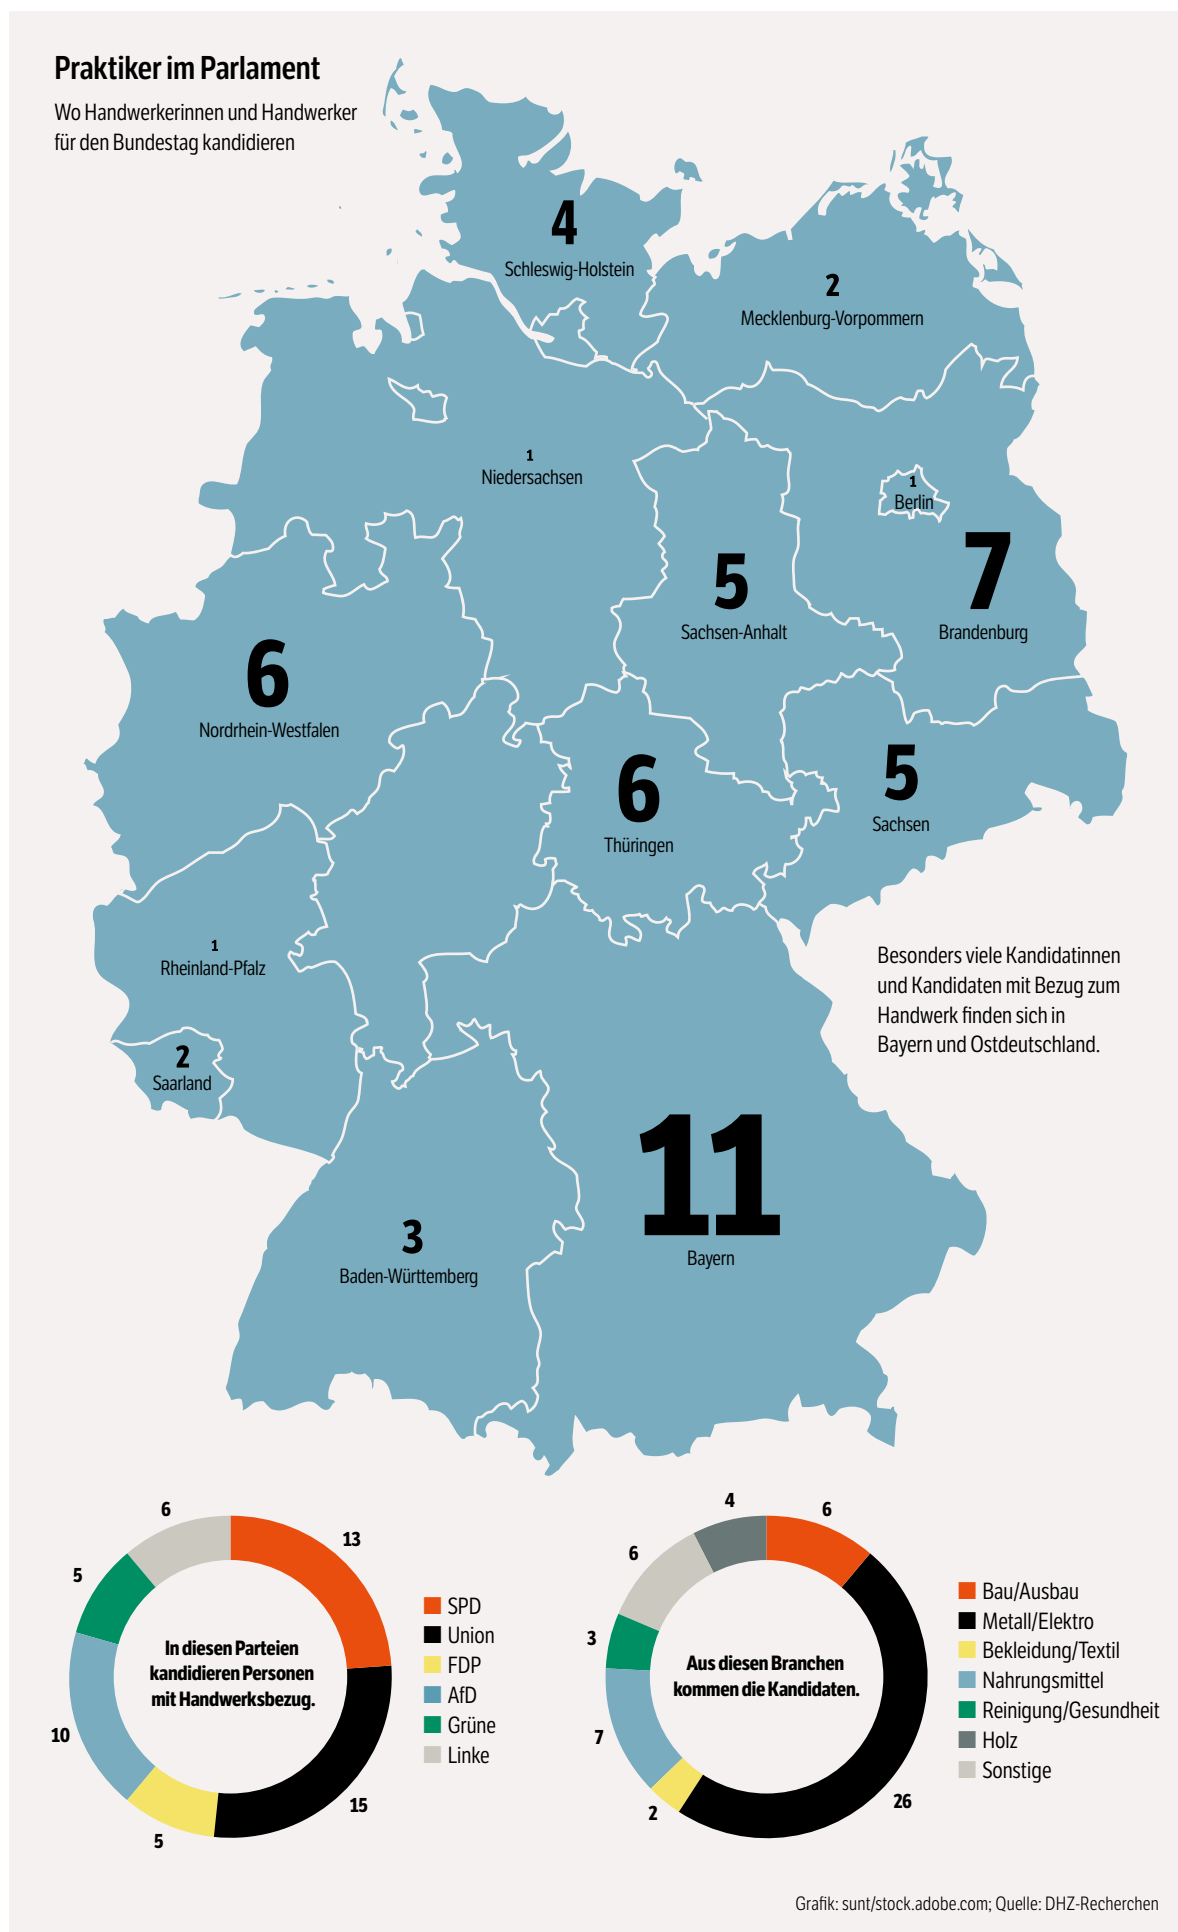 Praktiker im Parlament
Wo Handwerkerinnen und Handwerker
für den Bundestag kandidieren
4
Schleswig-Holstein
2
Mecklenburg-Vorpommern
1
Niedersachsen
1
Berlin
7
Brandenburg
5
Sachsen-Anhalt
6
Nordrhein-Westfalen
6
Thüringen
5
Sachsen
1
Rheinland-Pfalz
2
Saarland
Besonders viele Kandidatinnen
und Kandidaten mit Bezug zum
Handwerk finden sich in
Bayern und Ostdeutschland.
11
Bayern
3
Baden-Württemberg
6
13
5
10
5
15
In diesen Parteien
kandidieren Personen
mit Handwerksbezug.
SPD
Union
FDP
AfD
Grüne
Linke
4
6
6
3
7
2
26
Aus diesen Branchen
kommen die Kandidaten.
Bau/Ausbau
Metall/Elektro
Bekleidung/Textil
Nahrungsmittel
Reinigung/Gesundheit
Holz
Sonstige
Grafik: sunt/stock.adobe.com; Quelle: DHZ-Recherchen